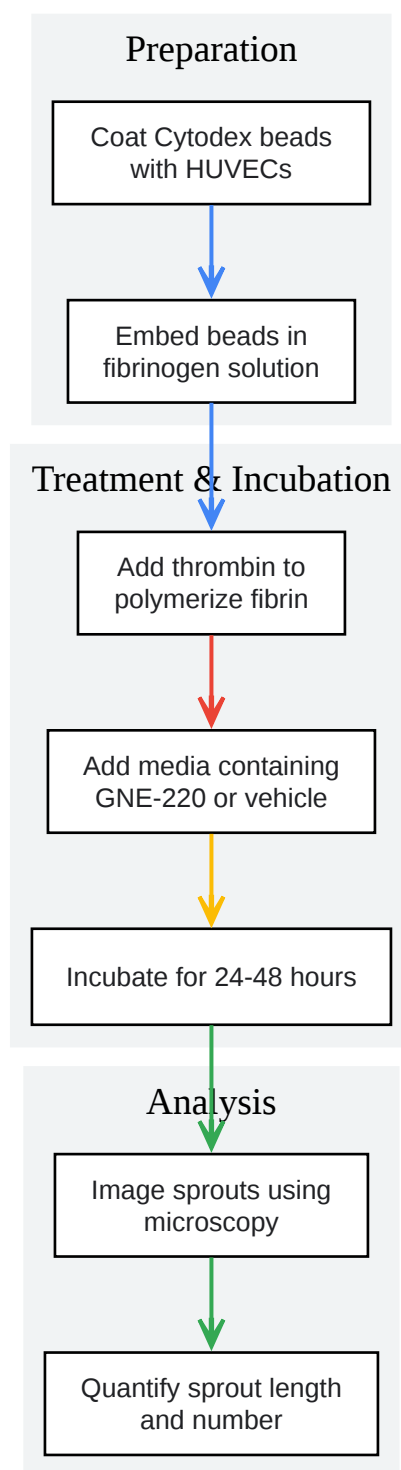 Preparation
Coat Cytodex beads
with HUVECs
Embed beads in
fibrinogen solution
Treatment & Incubation
Add thrombin to
polymerize fibrin
Add media containing
GNE-220 or vehicle
Incubate for 24-48 hours
Analysis
Image sprouts using
microscopy
Quantify sprout length
and number